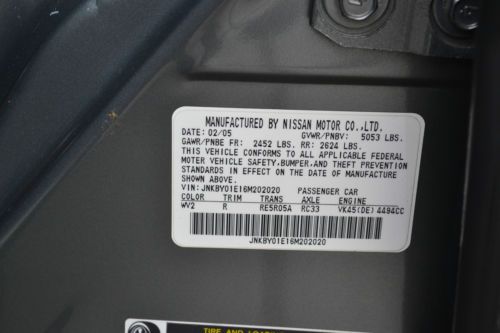 MANUFACTURED BY NISSAN MOTOR CO.,LTD.
DATE: 02/05 GVWR/PNBV: 5053 LBS.
GAWR/PNBE FR: 2452 LBS. RR: 2624 LBS.
THIS VEHICLE CONFORMS TO ALL APPLICABLE FEDERAL
MOTOR VEHICLE SAFETY,BUMPER,AND THEFT PREVENTION
STANDARDS IN EFFECT ON THE DATE OF MANUFACTURE
SHOWN ABOVE.
VIN: JNKBY01E16M202020 PASSENGER CAR
COLOR TRIM TRANS AXLE ENGINE
WV2 R RE5R05A RC33 VK45(DE) 4494CC
JNKBY01E16M202020
TIRE AND